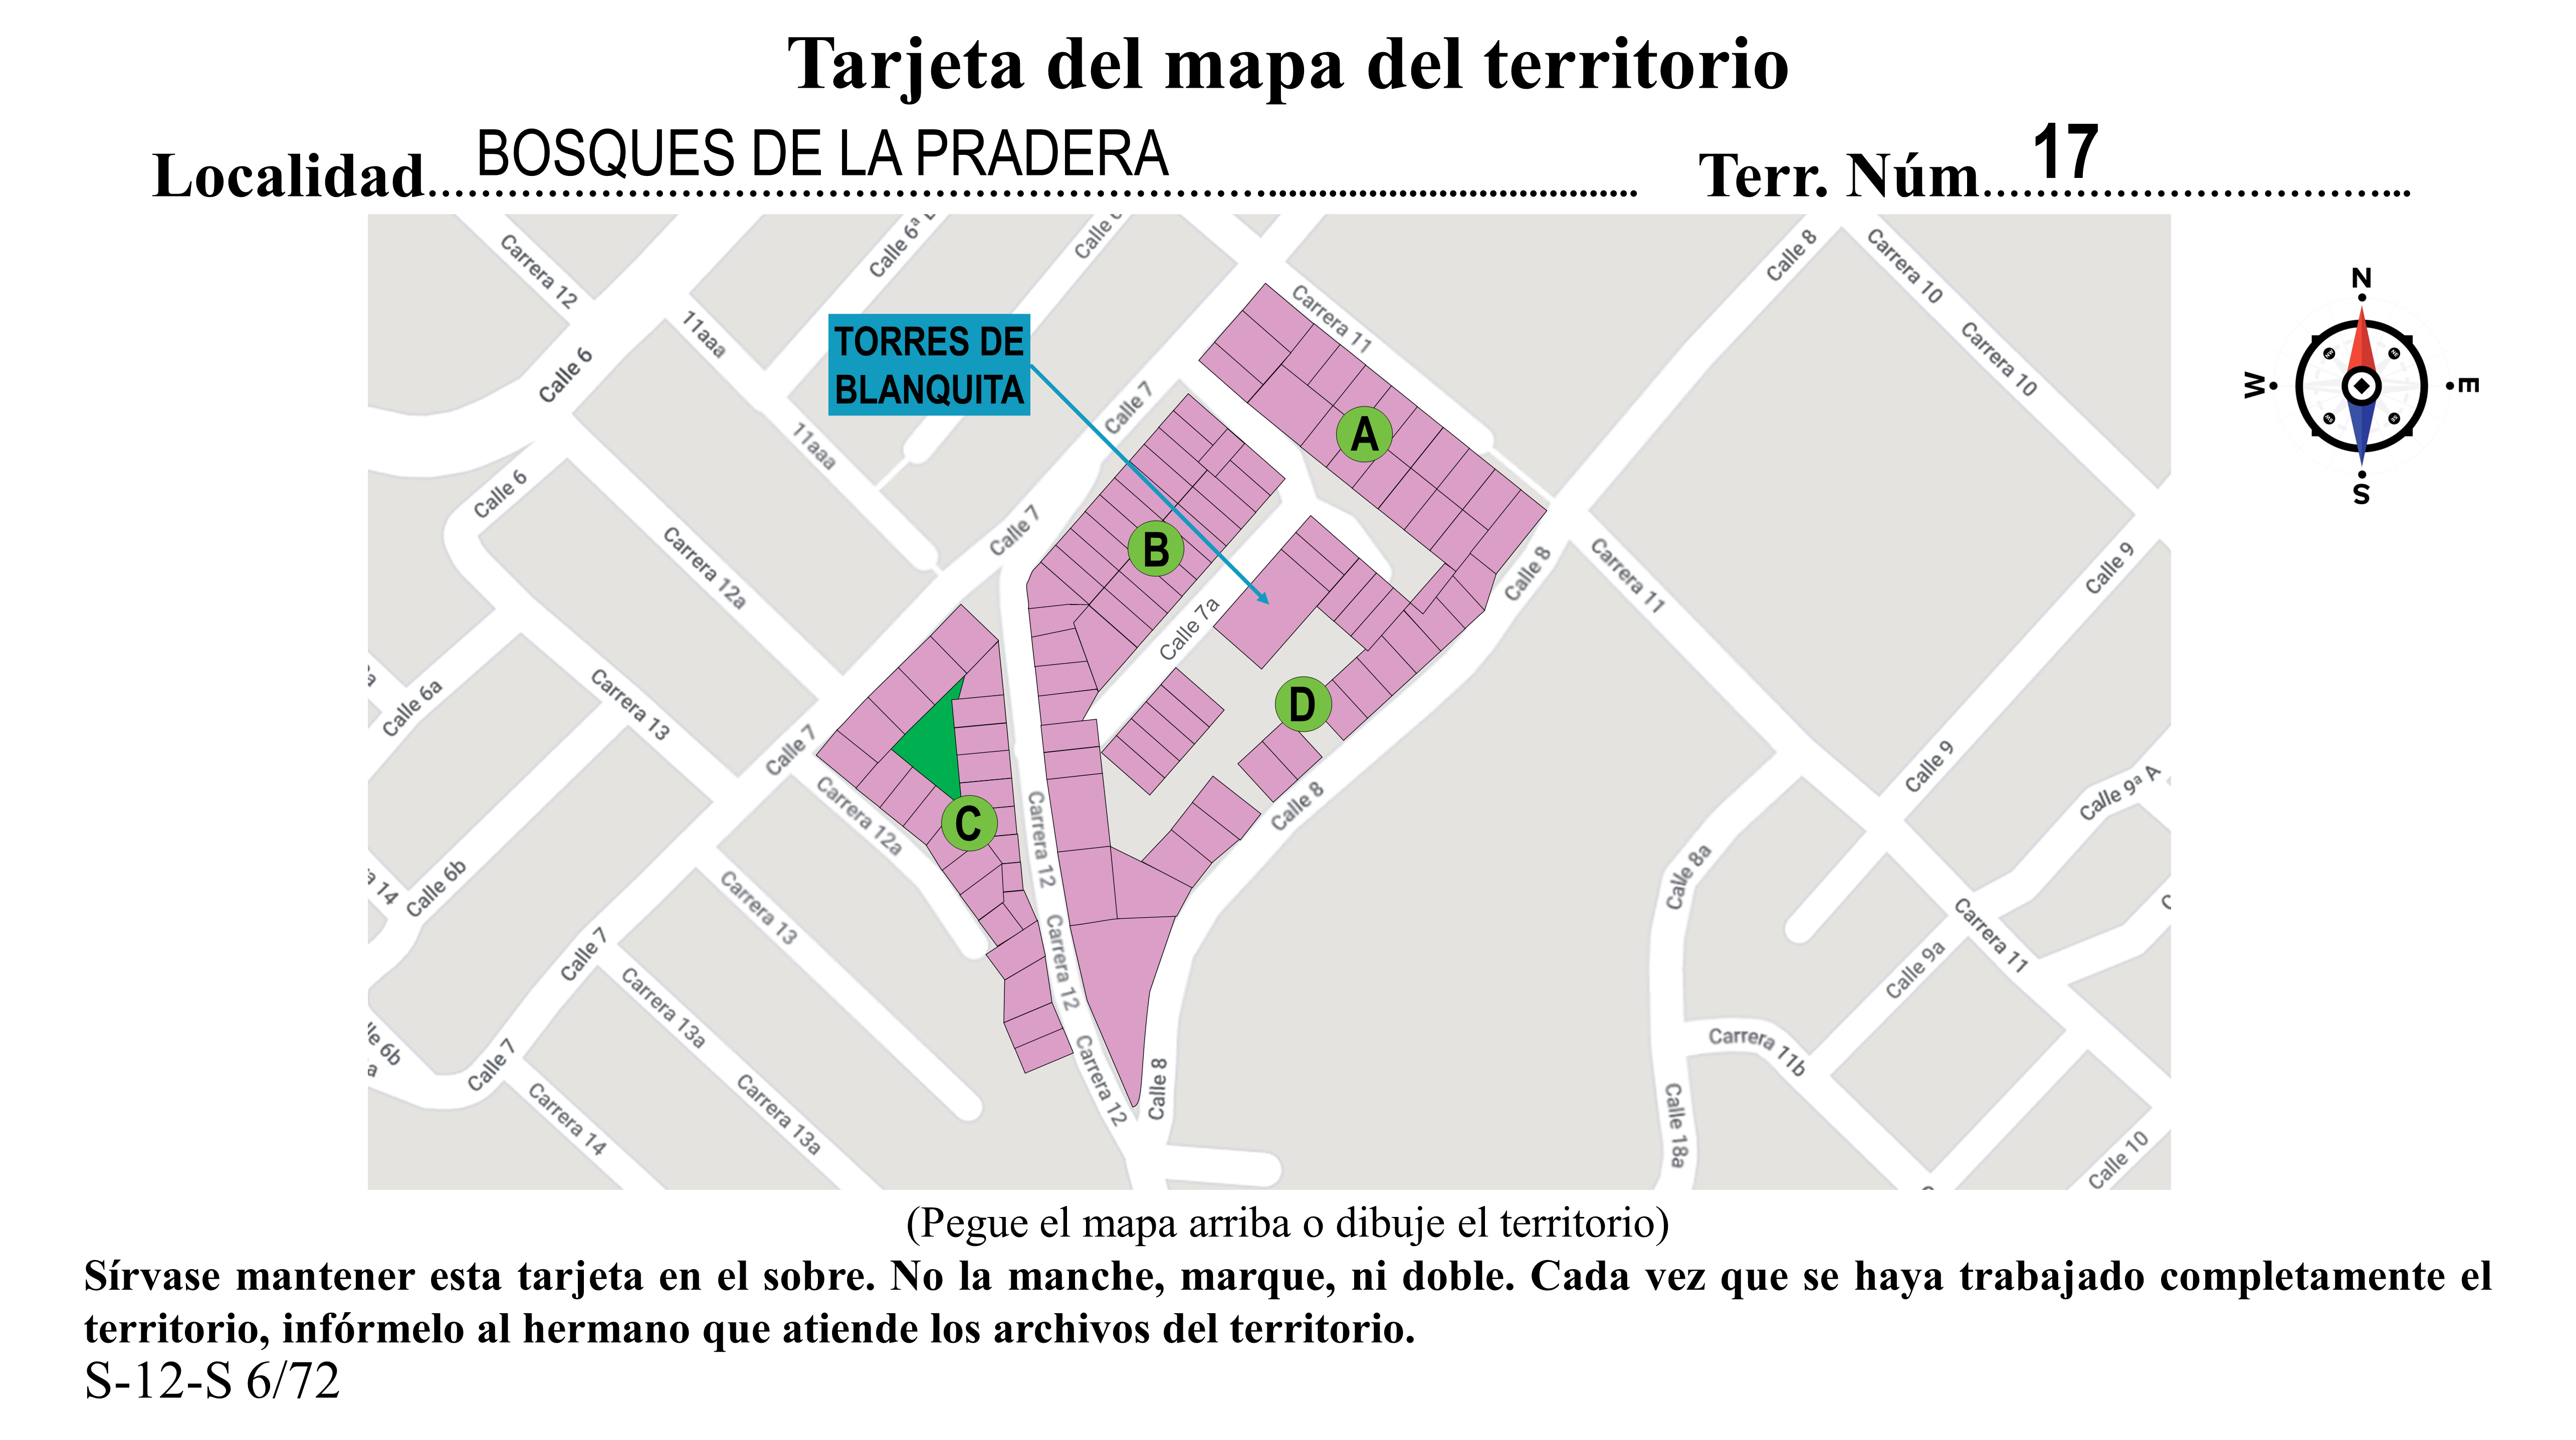 Tarjeta del mapa del territorio
Localidad BOSQUES DE LA PRADERA Terr. Núm 17
Carrera 12
Calle 6ª
Calle 8
Carrera 10
N
11aaa
TORRES DE
BLANQUITA
Carrera 11
Carrera 10
Calle 6
Calle 7
W
E
11aaa
A
Calle 6
S
Calle 7
B
Carrera 12a
Calle 8
Carrera 11
Calle 9
Calle 7a
Calle 6a
Carrera 13
D
Calle 7
Calle 9
Calle 9ª A
Carrera 12a
C
Carrera 12
Calle 8
Calle 8a
14
Calle 6b
Carrera 13
Calle 7
Carrera 12
Carrera 11
Calle 9a
Carrera 13a
6b
a
Calle 7
Carrera 12
Calle 8
Carrera 11b
Carrera 14
Carrera 13a
Calle 18a
Calle 10
(Pegue el mapa arriba o dibuje el territorio)
Sírvase mantener esta tarjeta en el sobre. No la manche, marque, ni doble. Cada vez que se haya trabajado completamente el
territorio, infórmelo al hermano que atiende los archivos del territorio.
S-12-S 6/72